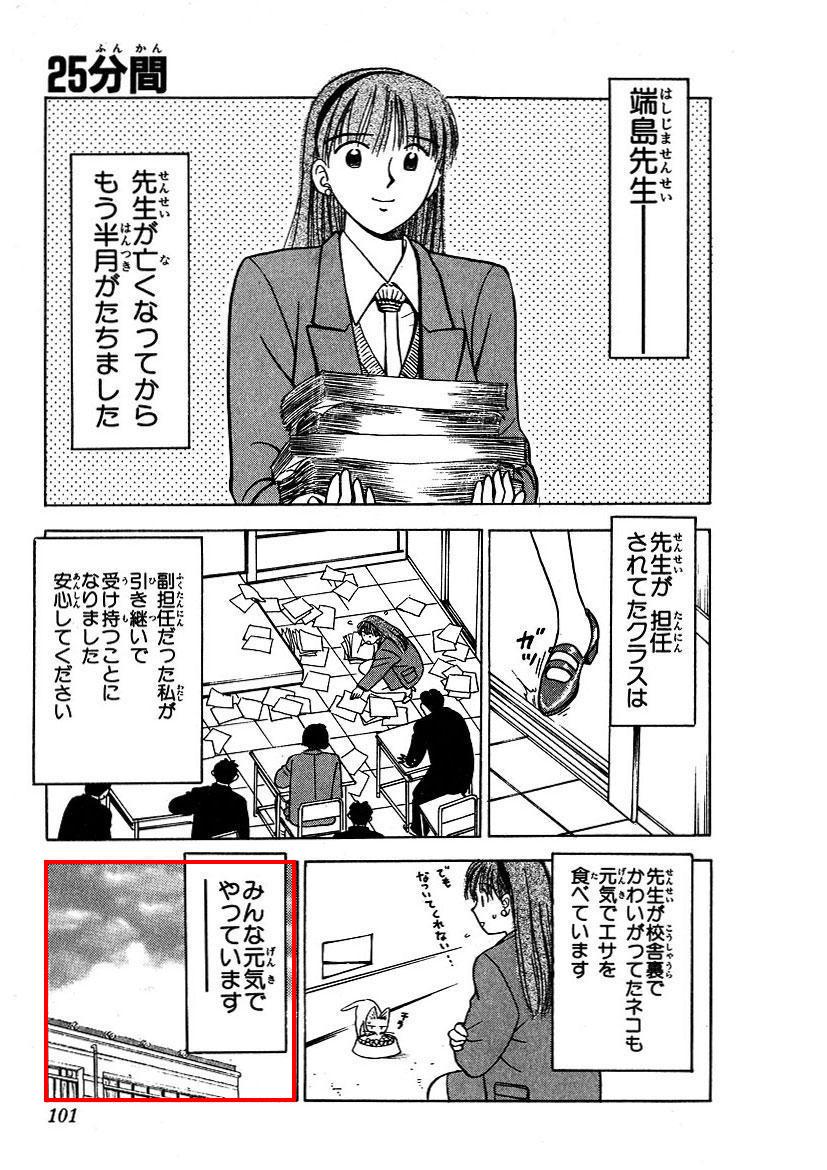 25分間
端島先生――
先生が亡くなってから
もう半月がたちました
先生が 担任
されてたクラスは
ガッ
副担任だった私が
引き継いで
受け持つことに
なりました
安心してください
先生が校舎裏で
かわいがってたネコも
元気でエサを
食べています
でも
なついてくれない…
みんな元気で
やっています――
101